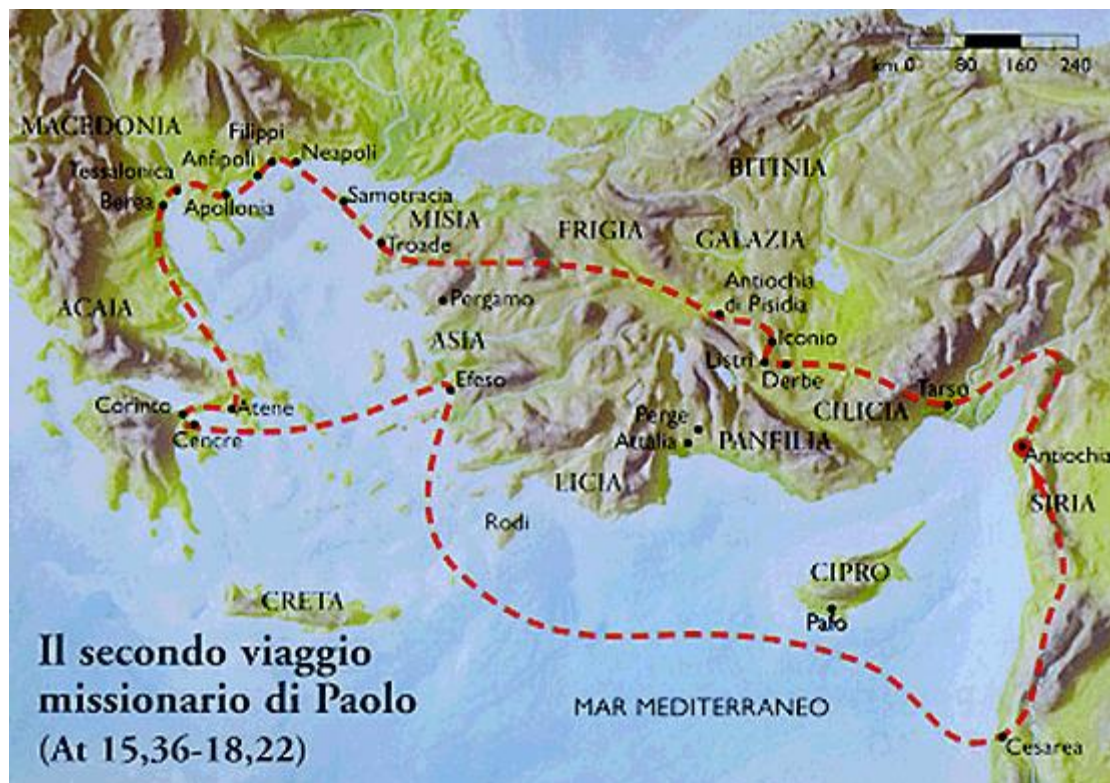 km 0 80 160 240
MACEDONIA
Filippi
Anfipoli
Neapoli
Tessalonica
Berea
Apollonia
Samotracia
MISIA
Troade
BITINIA
FRIGIA
GALAZIA
Antiochia
di Pisidia
Pergamo
ACAIA
ASIA
Iconio
Listri
Derbe
Efeso
Corinto
Atene
Cencre
Tarso
CILICIA
Perge
Attalia
PANFILIA
Antiochia
LICIA
SIRIA
Rodi
CIPRO
Pafo
CRETA
Il secondo viaggio
missionario di Paolo
(At 15,36-18,22)
MAR MEDITERRANEO
Cesarea